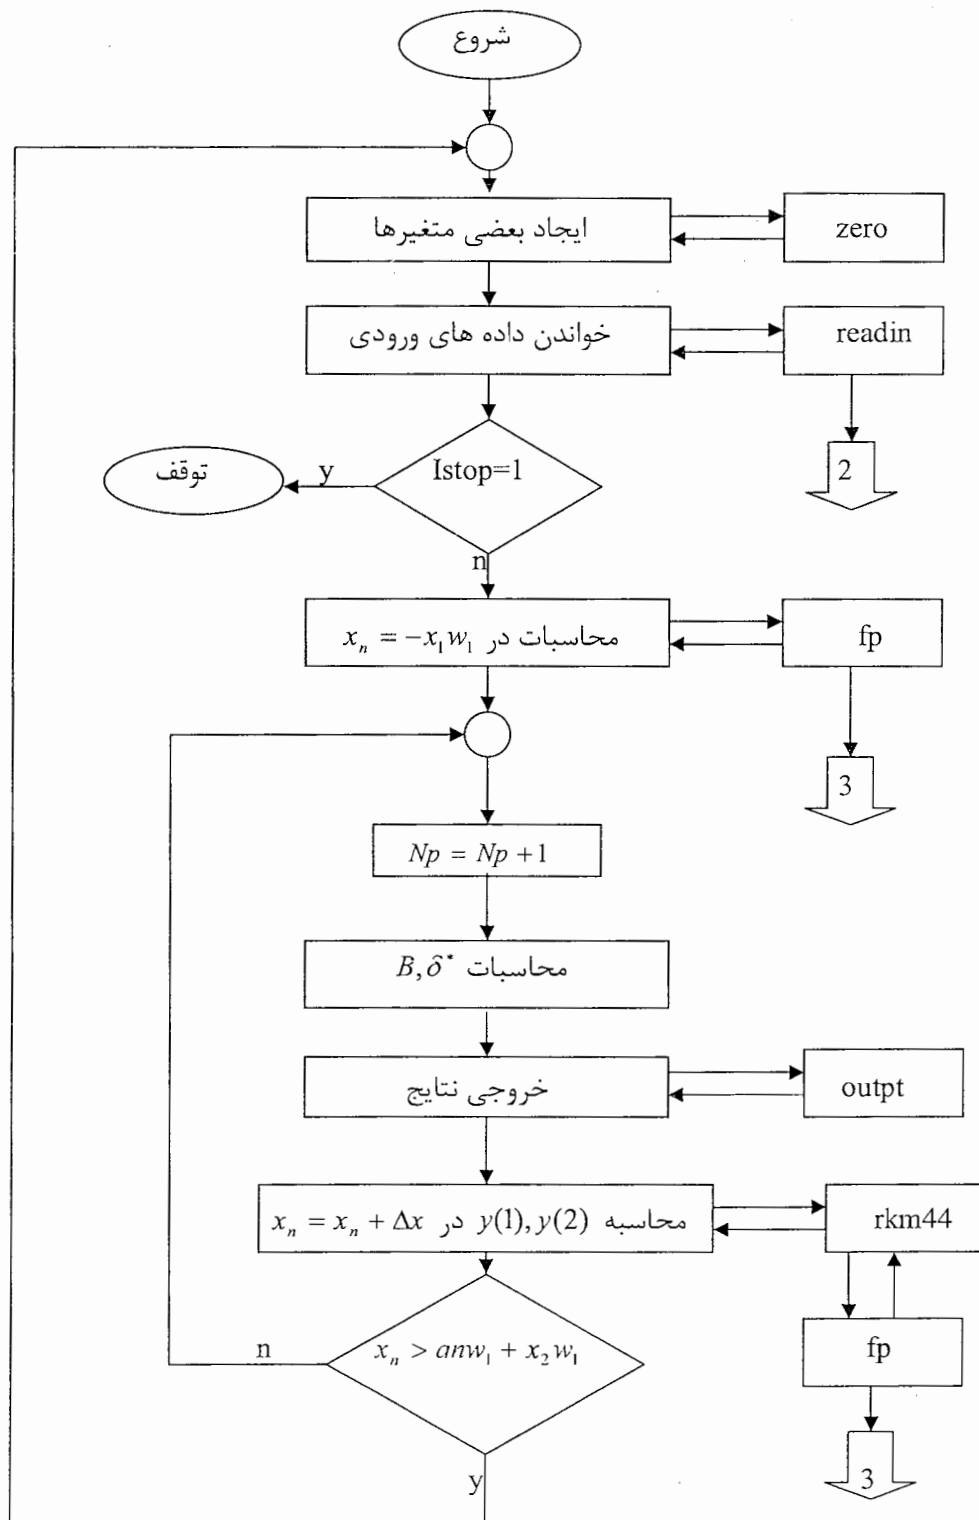 شروع
ایجاد بعضی متغیرها
zero
خواندن داده های ورودی
readin
2
Istop=1
y
توقف
n
محاسبات در $x_n = -x_1 w_1$
fp
3
$Np = Np + 1$
محاسبات $B, \delta^*$
خروجی نتایج
outpt
محاسبه $y(1), y(2)$ در $x_n = x_n + \Delta x$
rkm44
fp
$x_n > anw_1 + x_2 w_1$
n
3
y